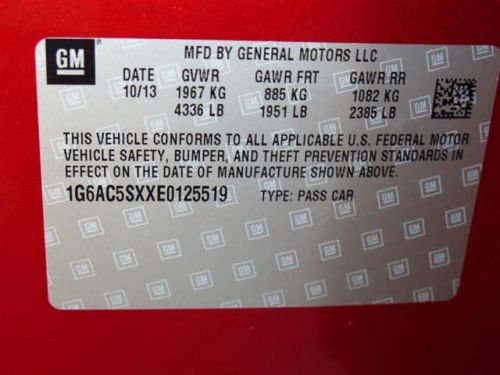 GM
MFD BY GENERAL MOTORS LLC
DATE GVWR GAWR FRT GAWR RR
10/13 1967 KG 885 KG 1082 KG
4336 LB 1951 LB 2385 LB
THIS VEHICLE CONFORMS TO ALL APPLICABLE U.S. FEDERAL MOTOR
VEHICLE SAFETY, BUMPER, AND THEFT PREVENTION STANDARDS IN
EFFECT ON THE DATE OF MANUFACTURE SHOWN ABOVE.
1G6AC5SXXE0125519 TYPE: PASS CAR